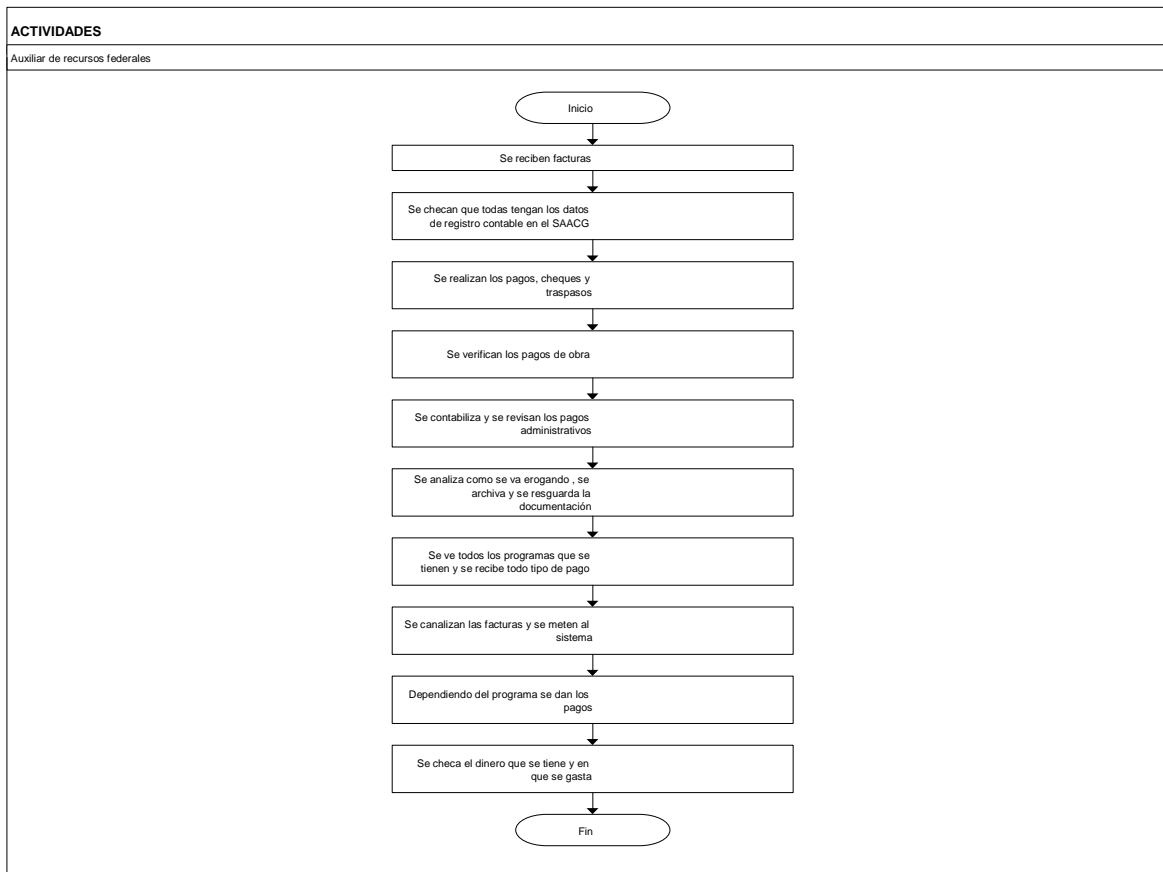 ACTIVIDADES
Auxiliar de recursos federales
Inicio
Se reciben facturas
Se checan que todas tengan los datos
de registro contable en el SAACG
Se realizan los pagos, cheques y
traspasos
Se verifican los pagos de obra
Se contabiliza y se revisan los pagos
administrativos
Se analiza como se va erogando , se
archiva y se resguarda la
documentación
Se ve todos los programas que se
tienen y se recibe todo tipo de pago
Se canalizan las facturas y se meten al
sistema
Dependiendo del programa se dan los
pagos
Se checa el dinero que se tiene y en
que se gasta
Fin